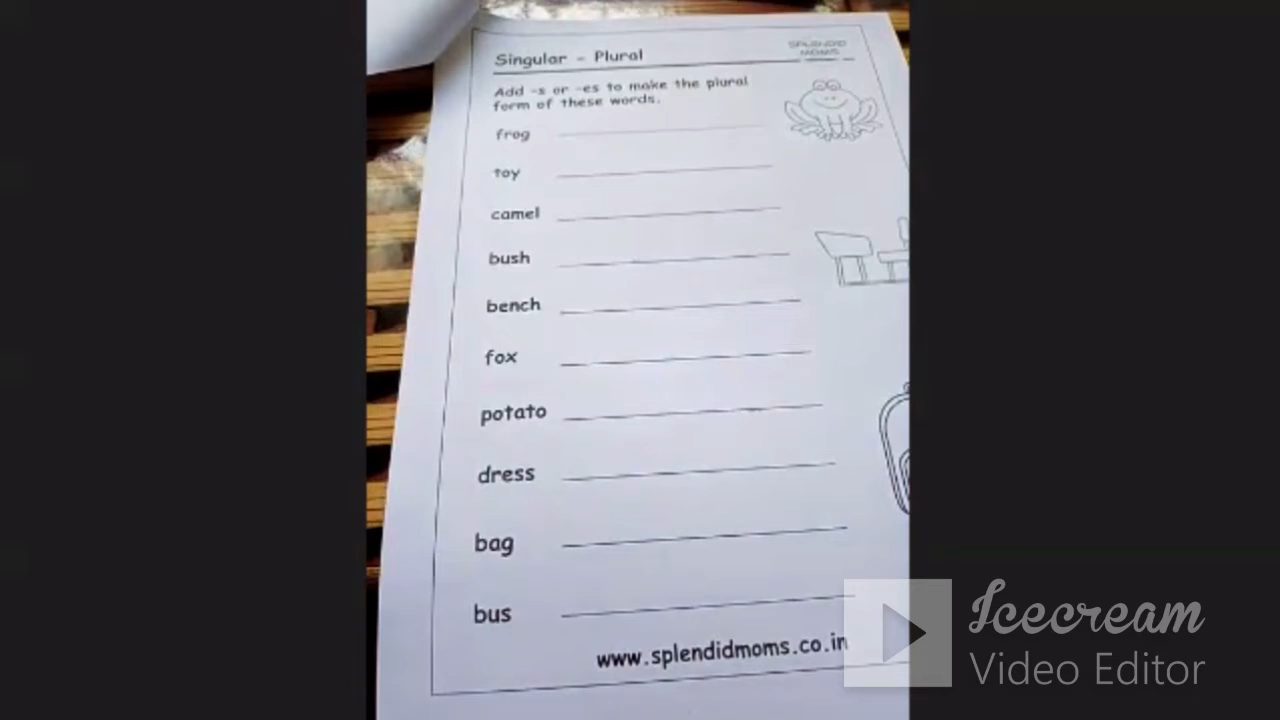 Singular - Plural
SPLENDID
MOMS
Add -s or -es to make the plural
form of these words.
frog
toy
camel
bush
bench
fox
potato
dress
bag
bus
www.splendidmoms.co.in
Icecream
Video Editor